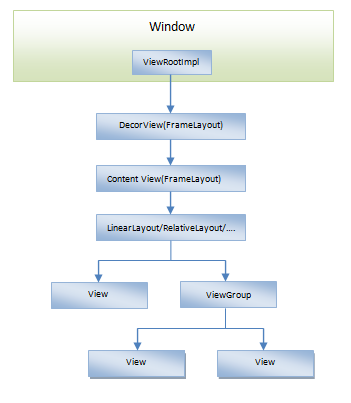 Window
ViewRootImpl
DecorView(FrameLayout)
Content View(FrameLayout)
LinearLayout/RelativeLayout/....
View
ViewGroup
View
View